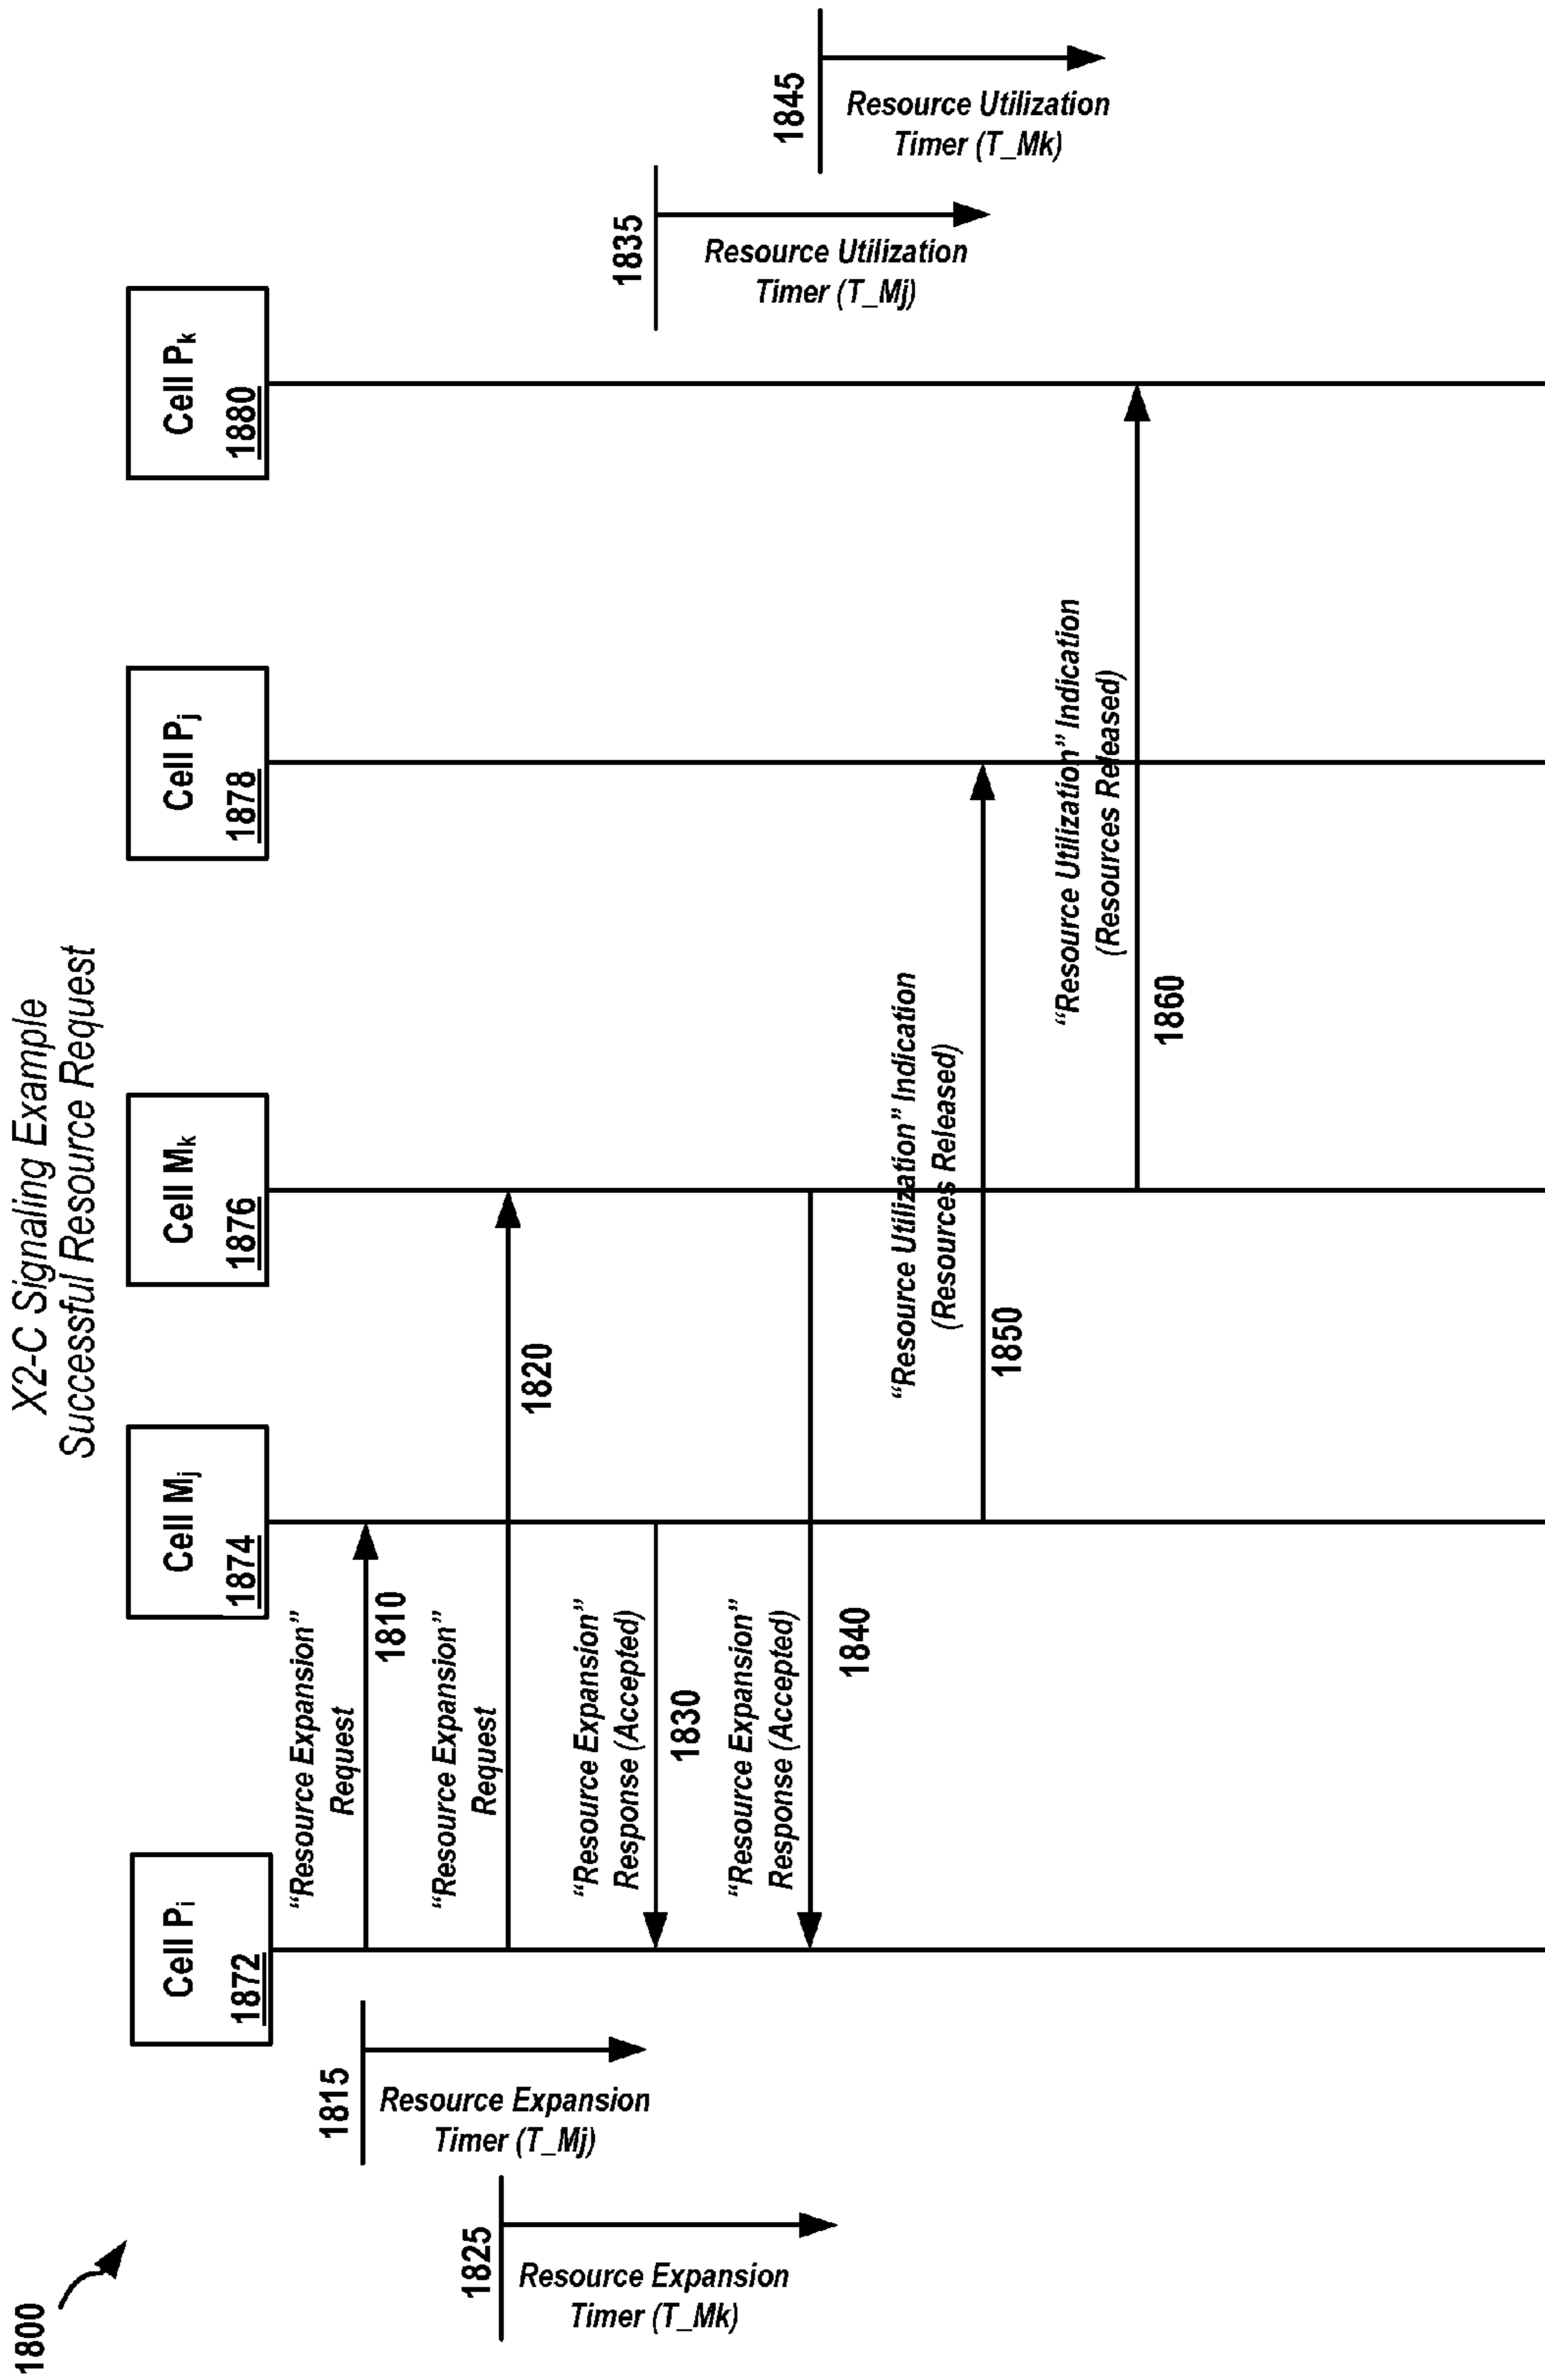 1800
X2-C Signaling Example
Successful Resource Request
Cell Pi
1872
Cell Mj
1874
Cell Mk
1876
Cell Pj
1878
Cell Pk
1880
1815
Resource Expansion
Timer (T_Mj)
1825
Resource Expansion
Timer (T_Mk)
“Resource Expansion”
Request
1810
“Resource Expansion”
Request
1820
“Resource Expansion”
Response (Accepted)
1830
“Resource Expansion”
Response (Accepted)
1840
1835
Resource Utilization
Timer (T_Mj)
1845
Resource Utilization
Timer (T_Mk)
“Resource Utilization” Indication
(Resources Released)
1850
“Resource Utilization” Indication
(Resources Released)
1860